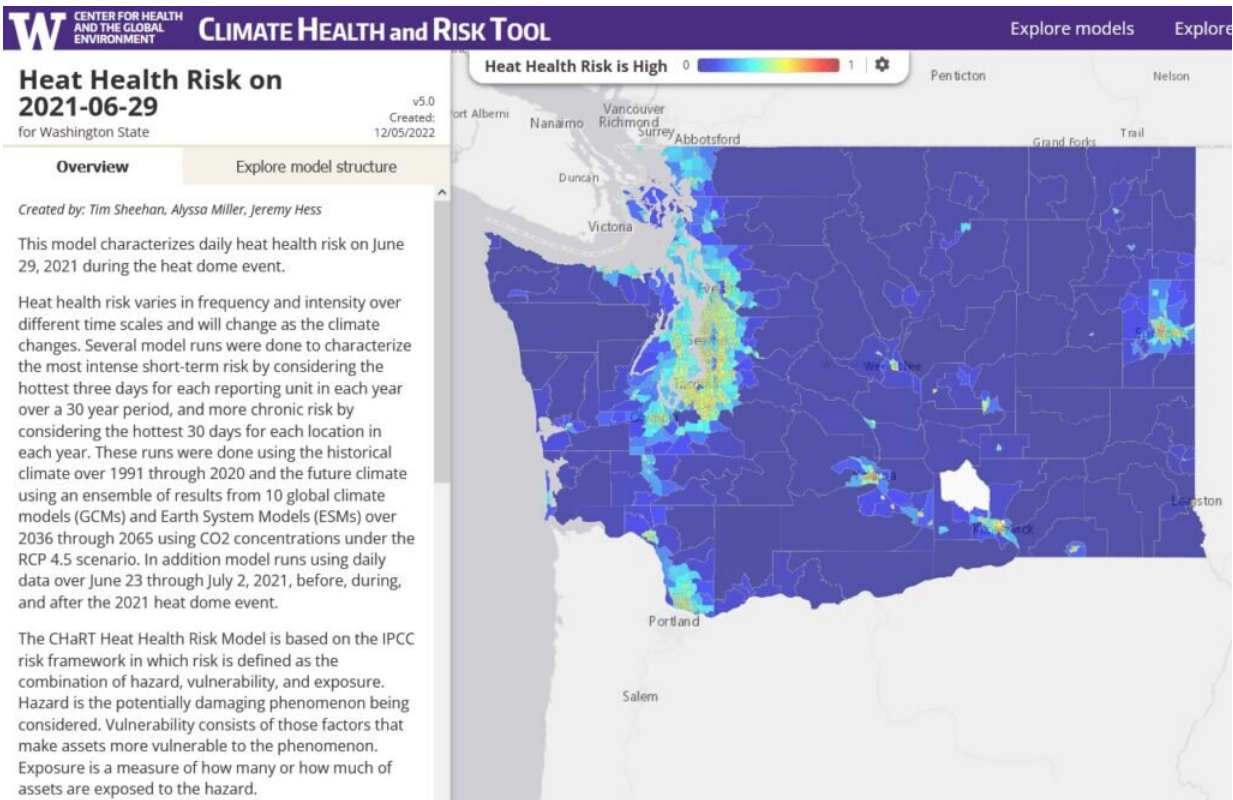 W
CENTER FOR HEALTH
AND THE GLOBAL
ENVIRONMENT
CLIMATE HEALTH and RISK TOOL
Explore models
Explore
Heat Health Risk on
2021-06-29
for Washington State
v5.0
Created:
12/05/2022
Overview
Explore model structure
Created by: Tim Sheehan, Alyssa Miller, Jeremy Hess
This model characterizes daily heat health risk on June
29, 2021 during the heat dome event.
Heat health risk varies in frequency and intensity over
different time scales and will change as the climate
changes. Several model runs were done to characterize
the most intense short-term risk by considering the
hottest three days for each reporting unit in each year
over a 30 year period, and more chronic risk by
considering the hottest 30 days for each location in
each year. These runs were done using the historical
climate over 1991 through 2020 and the future climate
using an ensemble of results from 10 global climate
models (GCMs) and Earth System Models (ESMs) over
2036 through 2065 using CO2 concentrations under the
RCP 4.5 scenario. In addition model runs using daily
data over June 23 through July 2, 2021, before, during,
and after the 2021 heat dome event.
The CHaRT Heat Health Risk Model is based on the IPCC
risk framework in which risk is defined as the
combination of hazard, vulnerability, and exposure.
Hazard is the potentially damaging phenomenon being
considered. Vulnerability consists of those factors that
make assets more vulnerable to the phenomenon.
Exposure is a measure of how many or how much of
assets are exposed to the hazard.
Heat Health Risk is High 0 1
Penticton
Nelson
ort Alberni
Nanaimo
Vancouver
Richmond
Surrey
Abbotsford
Grand Forks
Trail
Duncan
Victoria
Tacoma
Portland
Salem